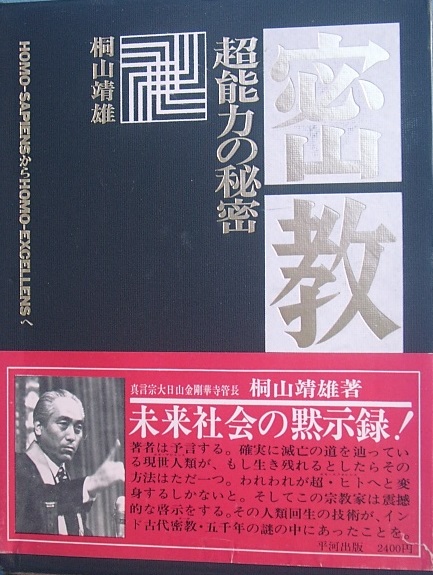 密教
超能力の秘密
桐山靖雄
HOMO-SAPIENSからHOMO-EXCELLENSへ
真言宗大日山金剛華寺管長 桐山靖雄著
未来社会の黙示録!
著者は予言する。確実に滅亡の道を辿ってい
る現世人類が、もし生き残れるとしたらその
方法はただ一つ。われわれが超・ヒトへと変
身するしかないと。そしてこの宗教家は震撼
的な啓示をする。その人類回生の技術が、イン
ド古代密教・五千年の謎の中にあったことを。
平河出版 2400円